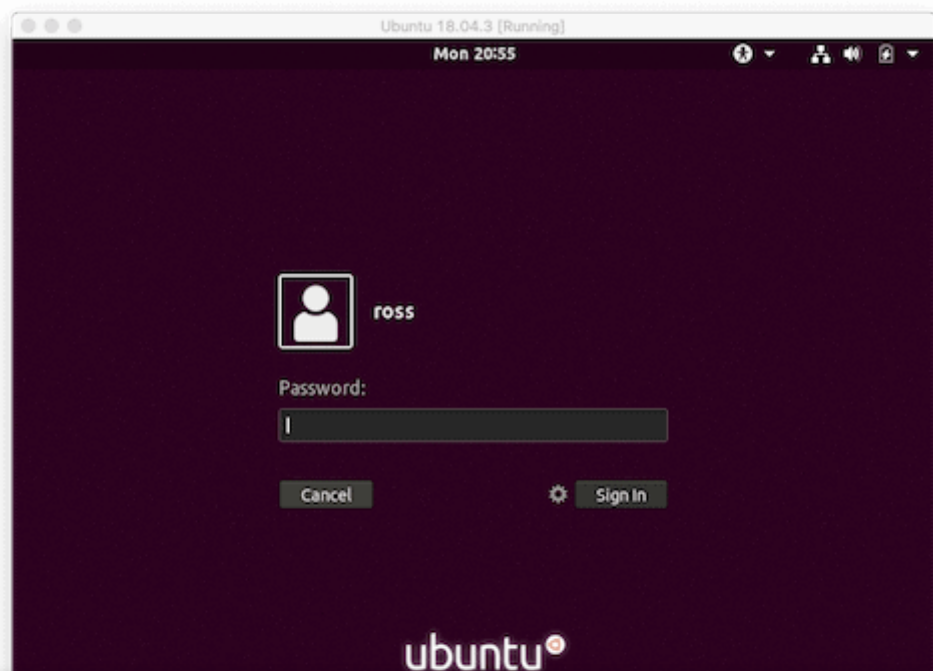 Ubuntu 18.04.3 [Running]
Mon 20:55
ross
Password:
Cancel
Sign In
ubuntu